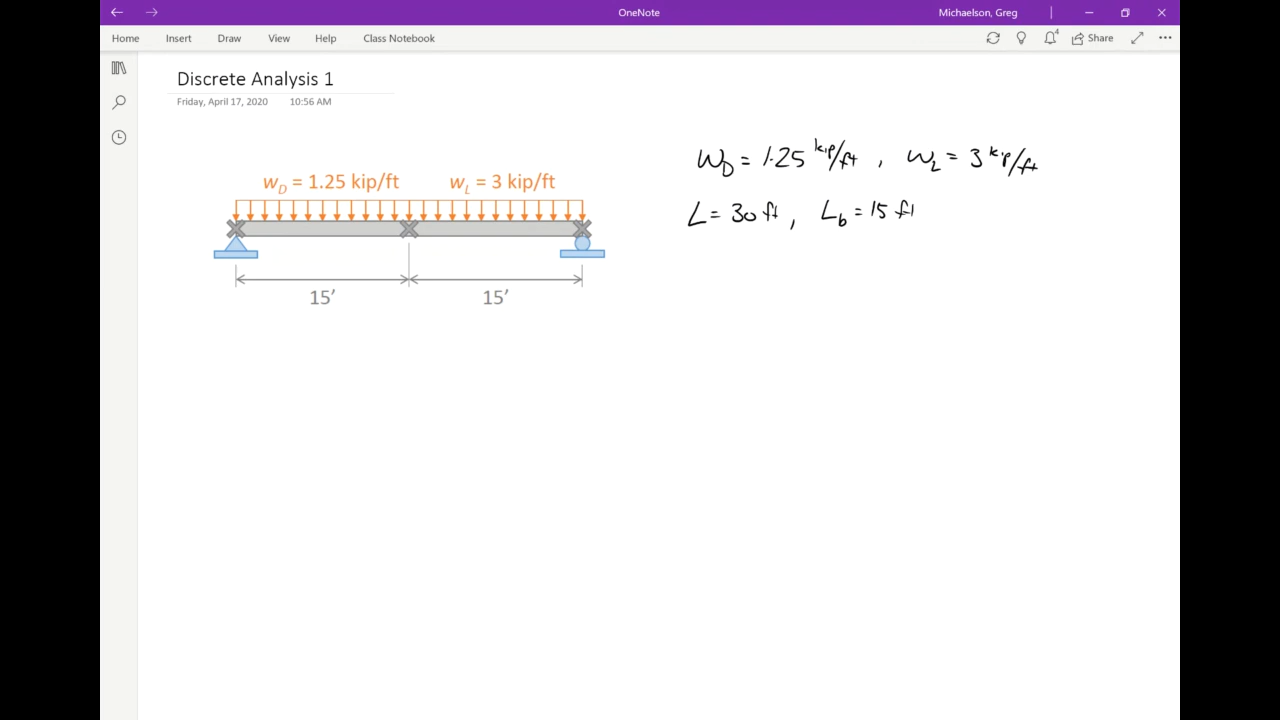 OneNote
Michaelson, Greg
Home Insert Draw View Help Class Notebook
4
Share
Discrete Analysis 1
Friday, April 17, 2020 10:56 AM
w_D = 1.25 kip/ft w_L = 3 kip/ft
15′ 15′
w_D = 1.25 kip/ft , w_L = 3 kip/ft
L = 30 ft , L_b = 15 ft